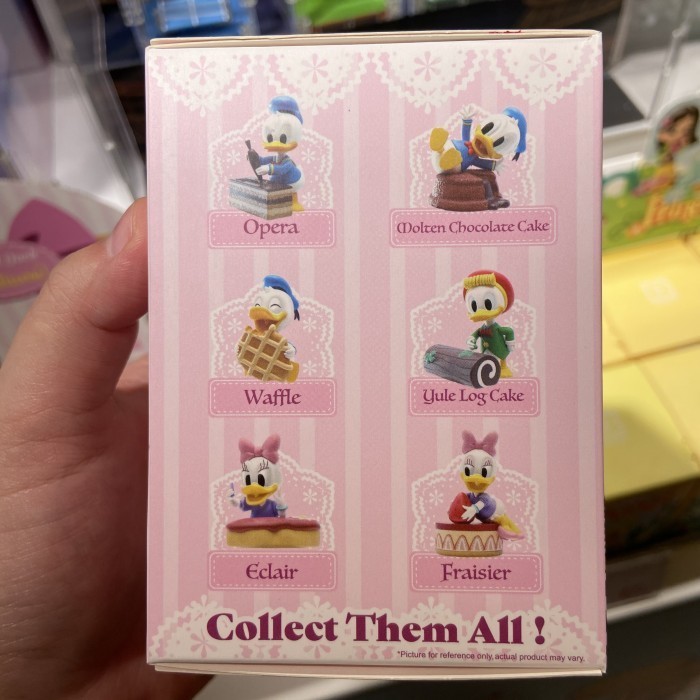 Opera
Molten Chocolate Cake
Waffle
Yule Log Cake
Eclair
Fraisier
Collect Them All!
*Picture for reference only, actual product may vary.